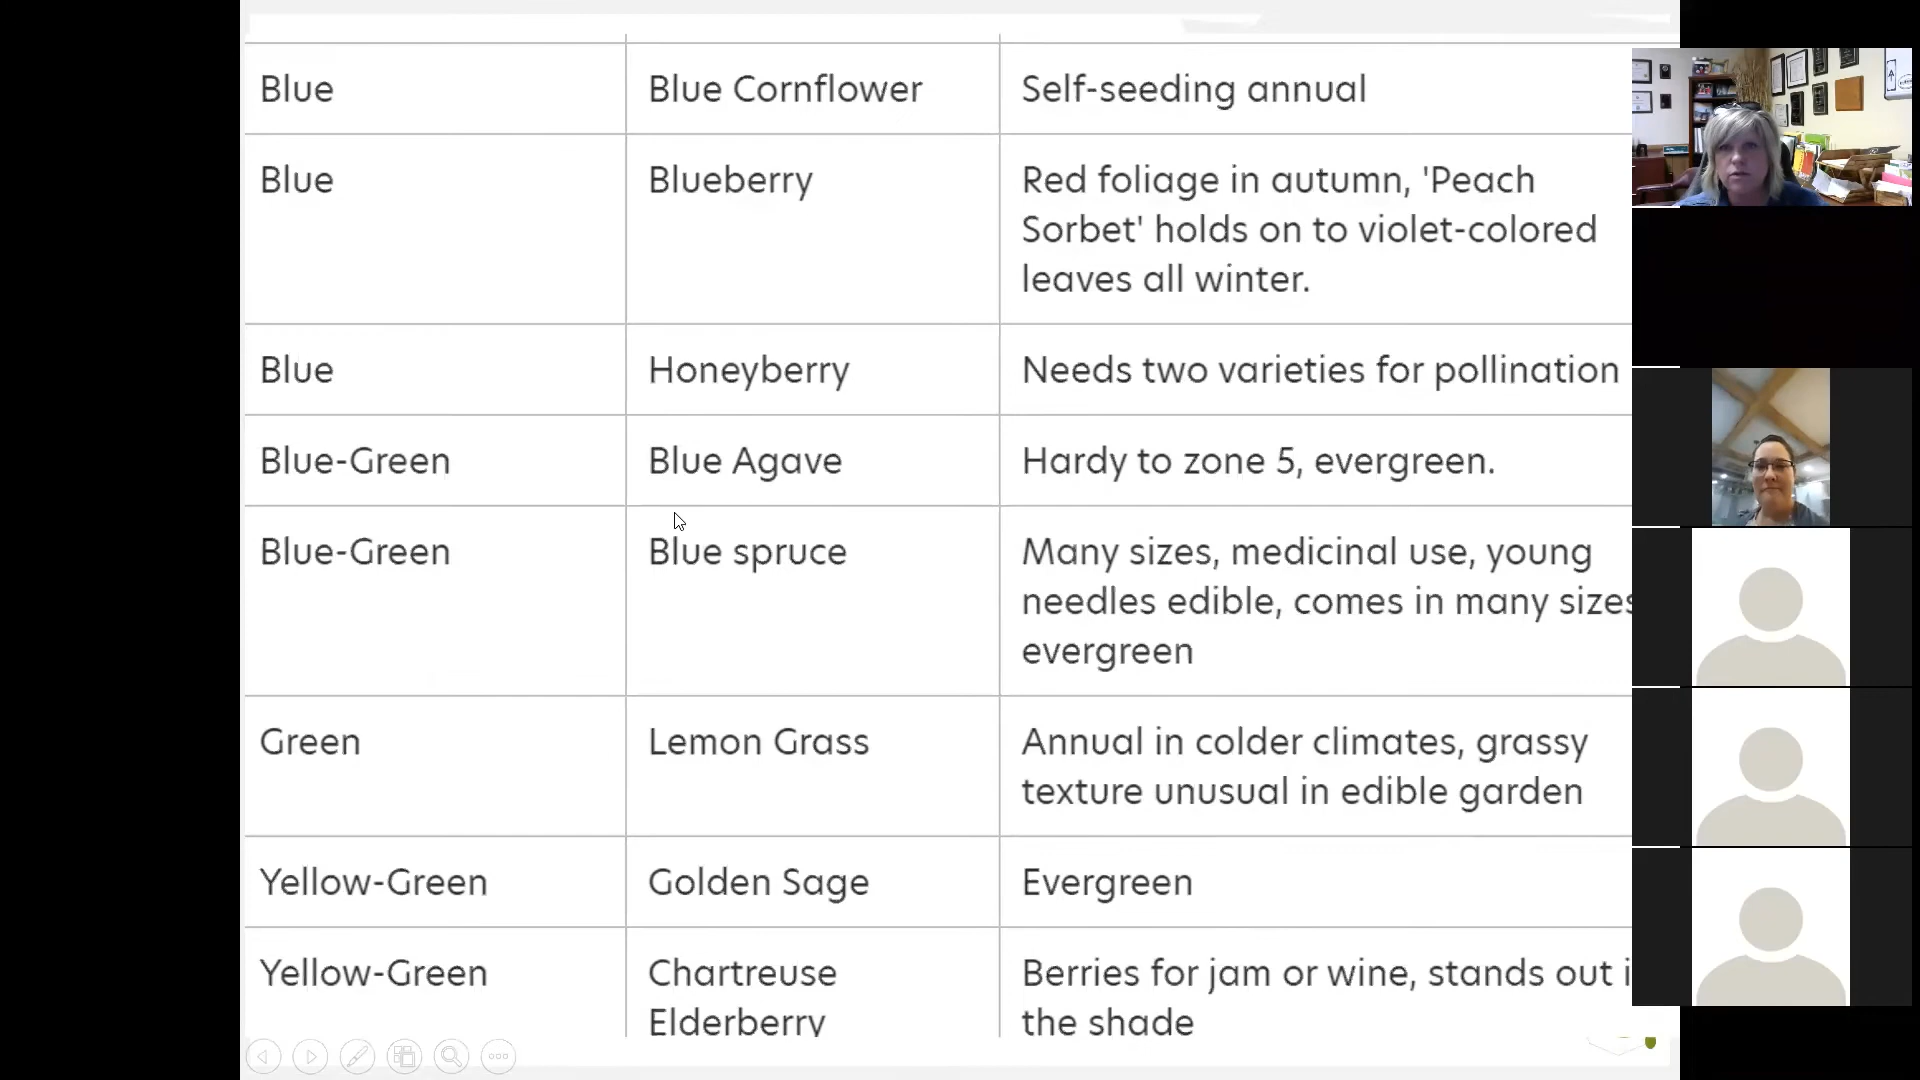 Blue Blue Cornflower Self-seeding annual
Blue Blueberry Red foliage in autumn, 'Peach
Sorbet' holds on to violet-colored
leaves all winter.
Blue Honeyberry Needs two varieties for pollination
Blue-Green Blue Agave Hardy to zone 5, evergreen.
Blue-Green Blue spruce Many sizes, medicinal use, young
needles edible, comes in many sizes
evergreen
Green Lemon Grass Annual in colder climates, grassy
texture unusual in edible garden
Yellow-Green Golden Sage Evergreen
Yellow-Green Chartreuse Berries for jam or wine, stands out i
Elderberry the shade